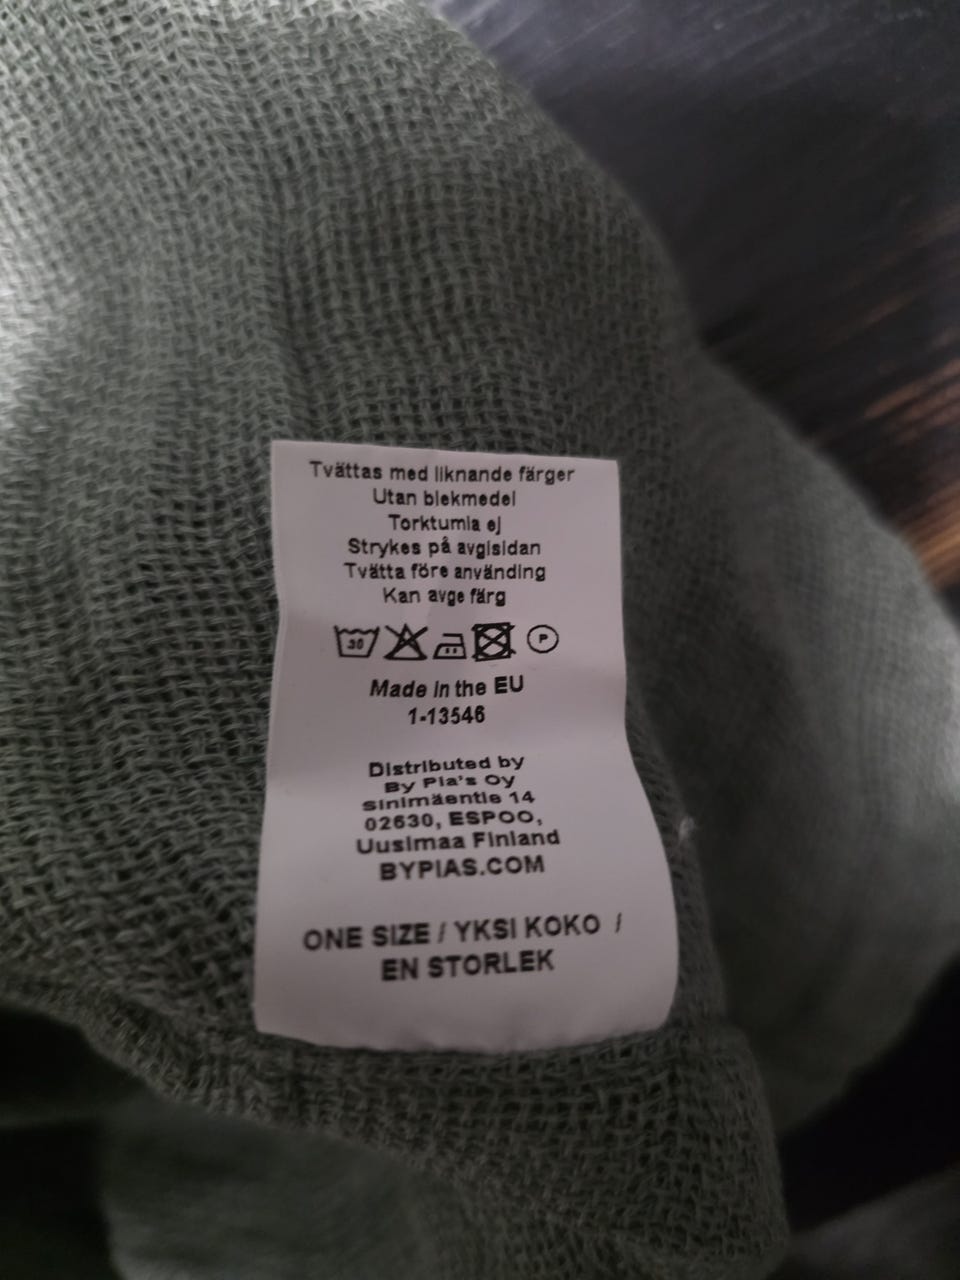 Tvättas med liknande färger
Utan blekmedel
Torktumla ej
Strykes på avgisidan
Tvätta före använding
Kan avge färg
30 P
Made in the EU
1-13546
Distributed by
By Pia's Oy
sinimäentie 14
02630, ESPOO,
Uusimaa Finland
BYPIAS.COM
ONE SIZE / YKSI KOKO /
EN STORLEK